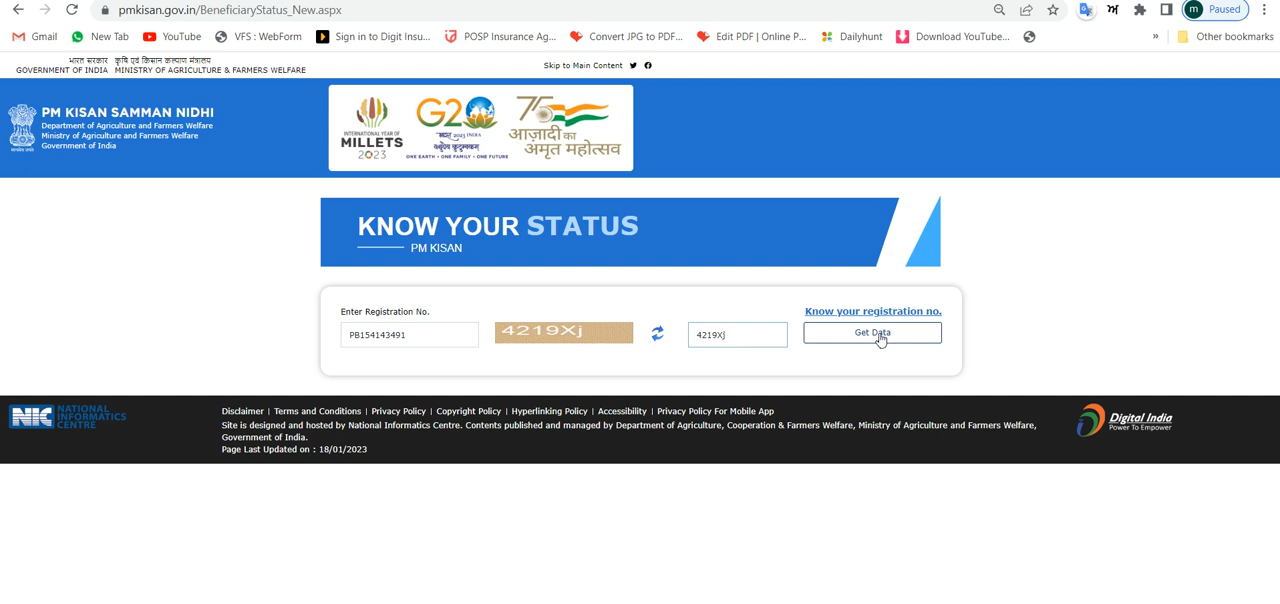 pmkisan.gov.in/BeneficiaryStatus_New.aspx
m Paused
Gmail New Tab YouTube VFS : WebForm Sign in to Digit Insu... POSP Insurance Ag... Convert JPG to PDF... Edit PDF | Online P... Dailyhunt Download YouTube... » Other bookmarks
भारत सरकार कृषि एवं किसान कल्याण मंत्रालय
GOVERNMENT OF INDIA MINISTRY OF AGRICULTURE & FARMERS WELFARE
Skip to Main Content
PM KISAN SAMMAN NIDHI
Department of Agriculture and Farmers Welfare
Ministry of Agriculture and Farmers Welfare
Government of India
INTERNATIONAL YEAR OF
MILLETS
2023
G20
भारत 2023 INDIA
वसुधैव कुटुम्बकम्
ONE EARTH • ONE FAMILY • ONE FUTURE
75
आज़ादी का
अमृत महोत्सव
KNOW YOUR STATUS
PM KISAN
Enter Registration No.
Know your registration no.
PB154143491
4219Xj
4219Xj
Get Data
NIC NATIONAL
INFORMATICS
CENTRE
Disclaimer | Terms and Conditions | Privacy Policy | Copyright Policy | Hyperlinking Policy | Accessibility | Privacy Policy For Mobile App
Site is designed and hosted by National Informatics Centre. Contents published and managed by Department of Agriculture, Cooperation & Farmers Welfare, Ministry of Agriculture and Farmers Welfare,
Government of India.
Page Last Updated on : 18/01/2023
Digital India
Power To Empower